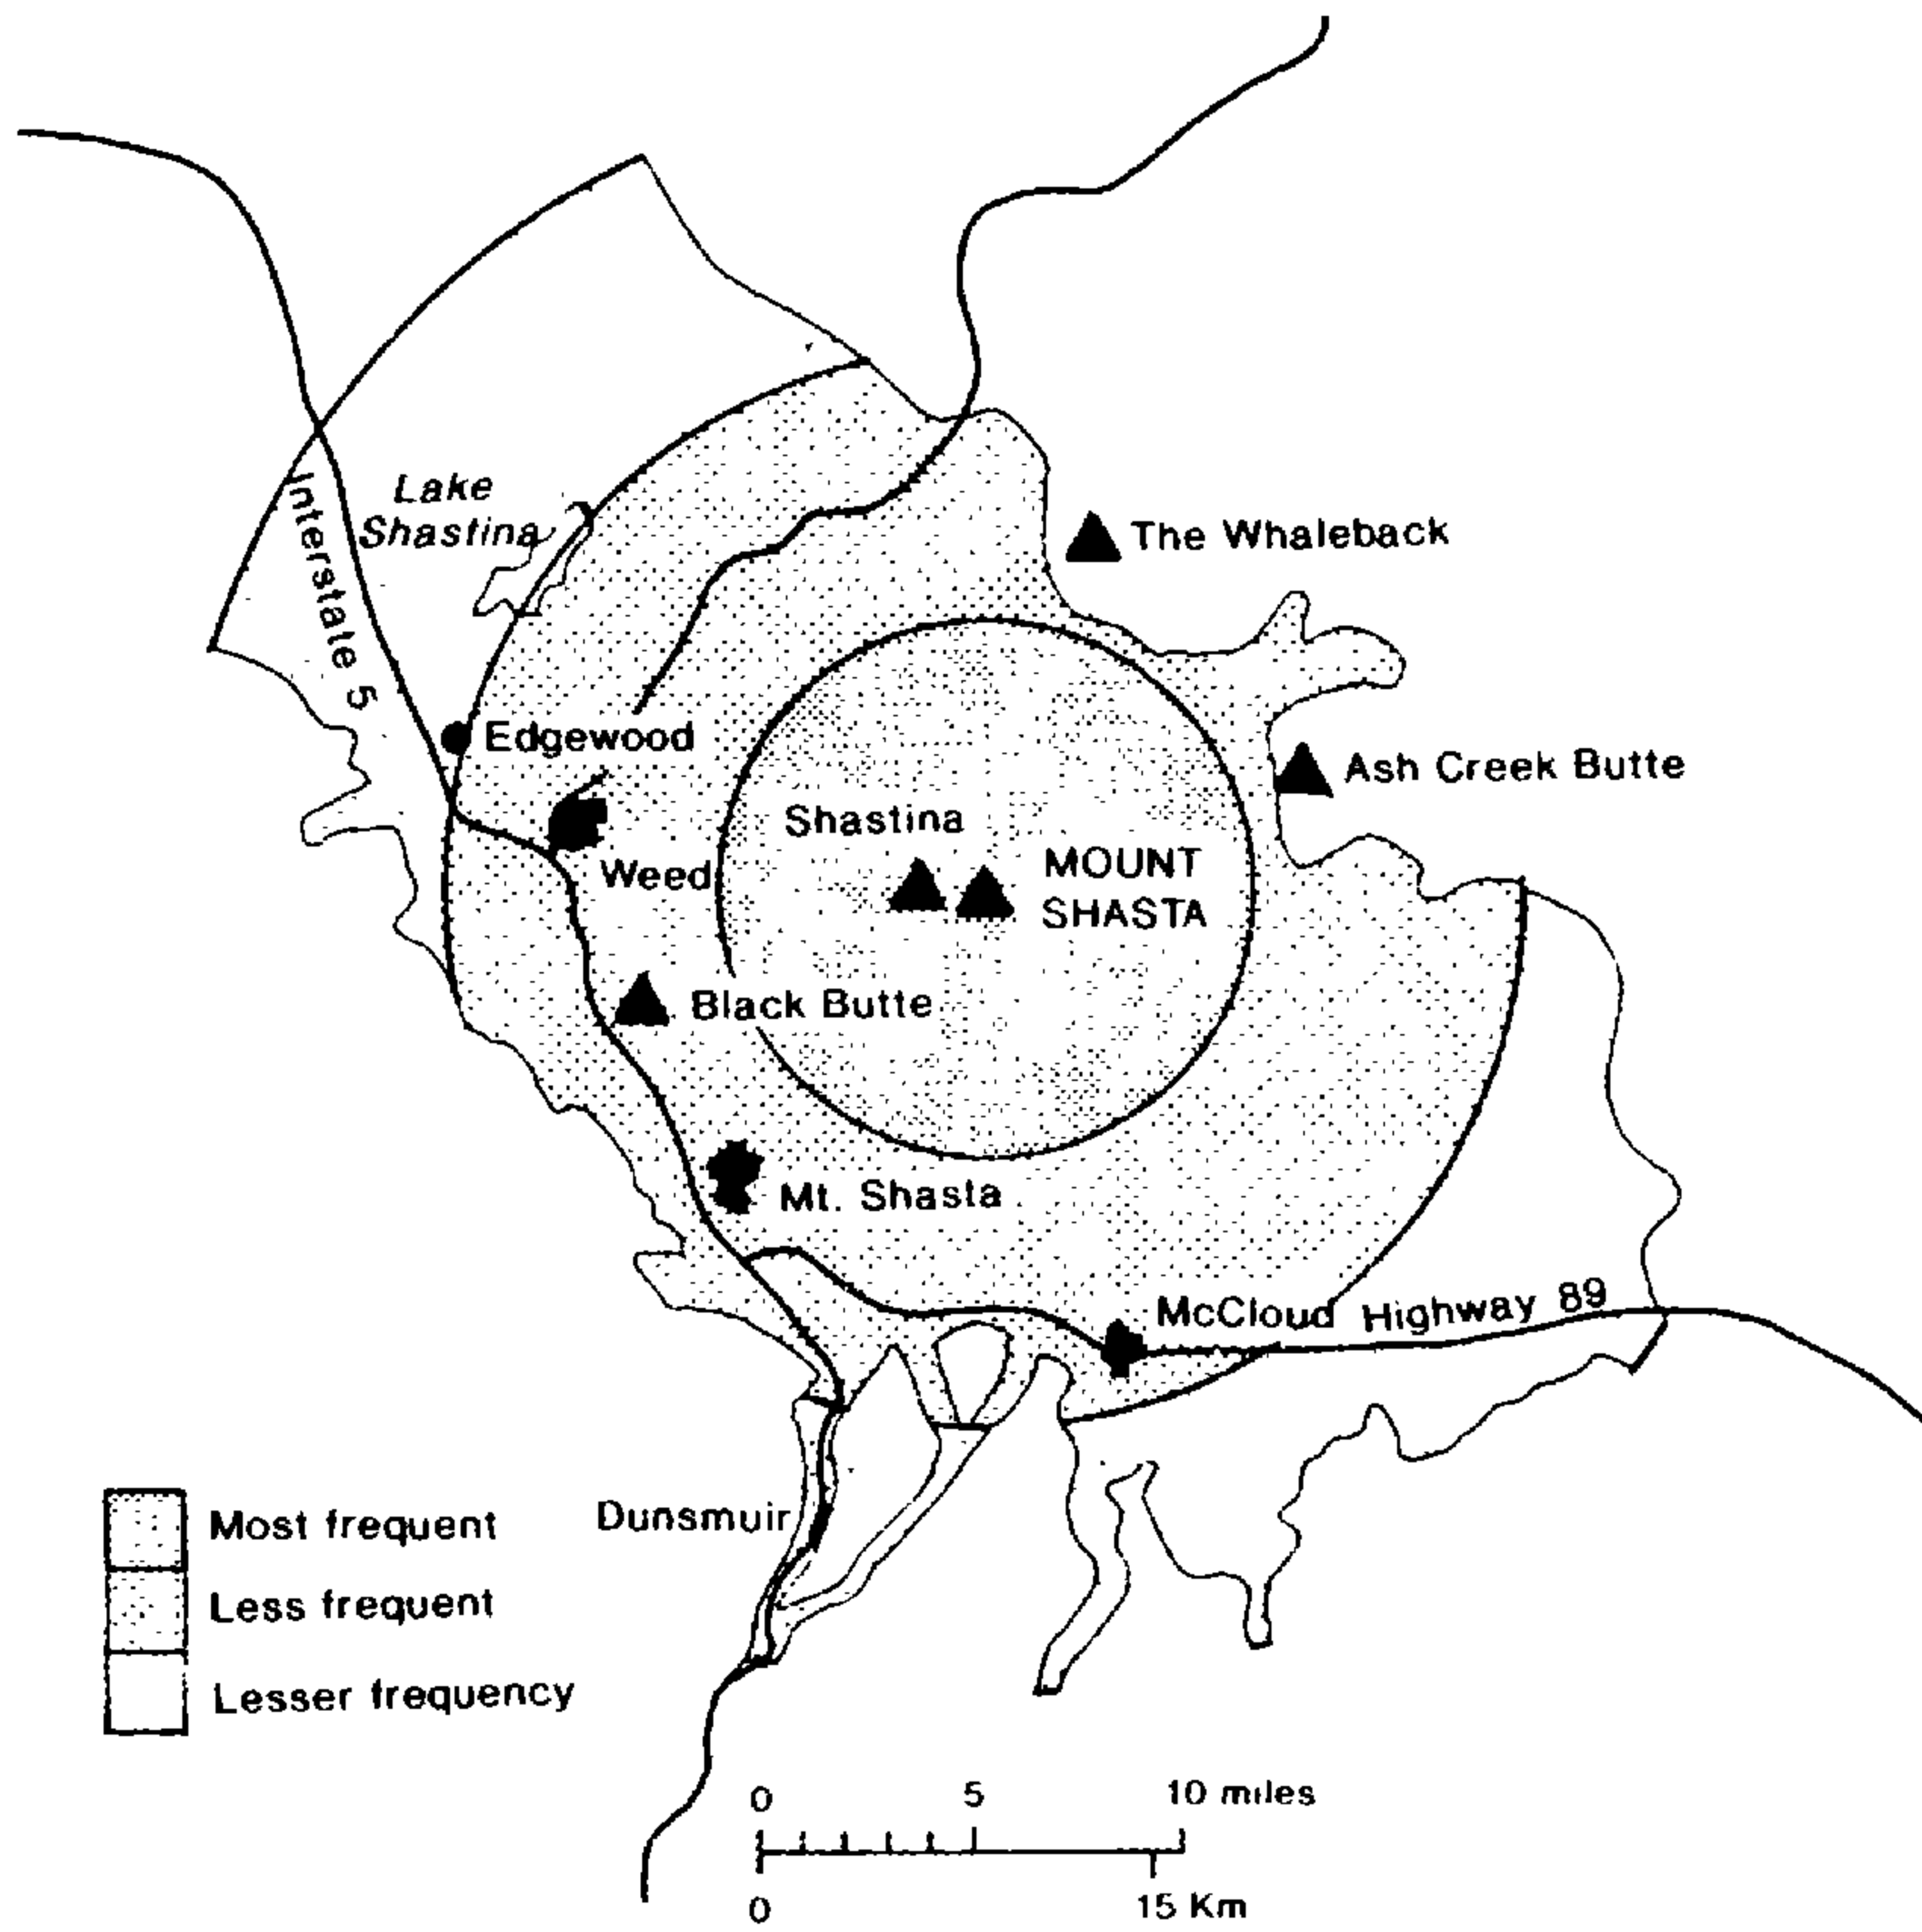 Lake
Shastina
Interstate 5
The Whaleback
Edgewood
Ash Creek Butte
Shastina
Weed
MOUNT
SHASTA
Black Butte
Mt. Shasta
McCloud
Highway 89
Dunsmuir
Most frequent
Less frequent
Lesser frequency
0 5 10 miles
0 15 Km